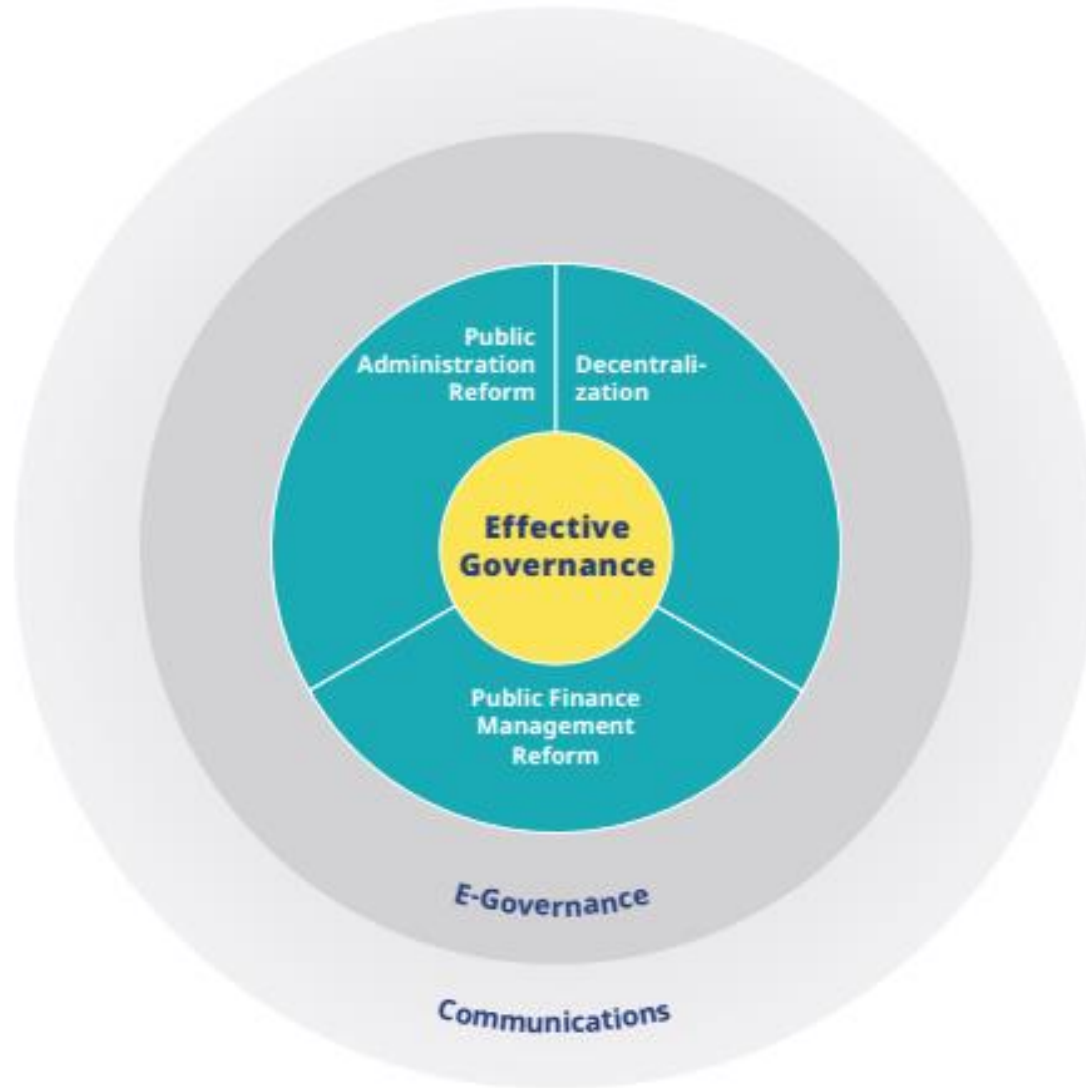 Public
Administration
Reform
Decentrali-
zation
Effective
Governance
Public Finance
Management
Reform
E-Governance
Communications